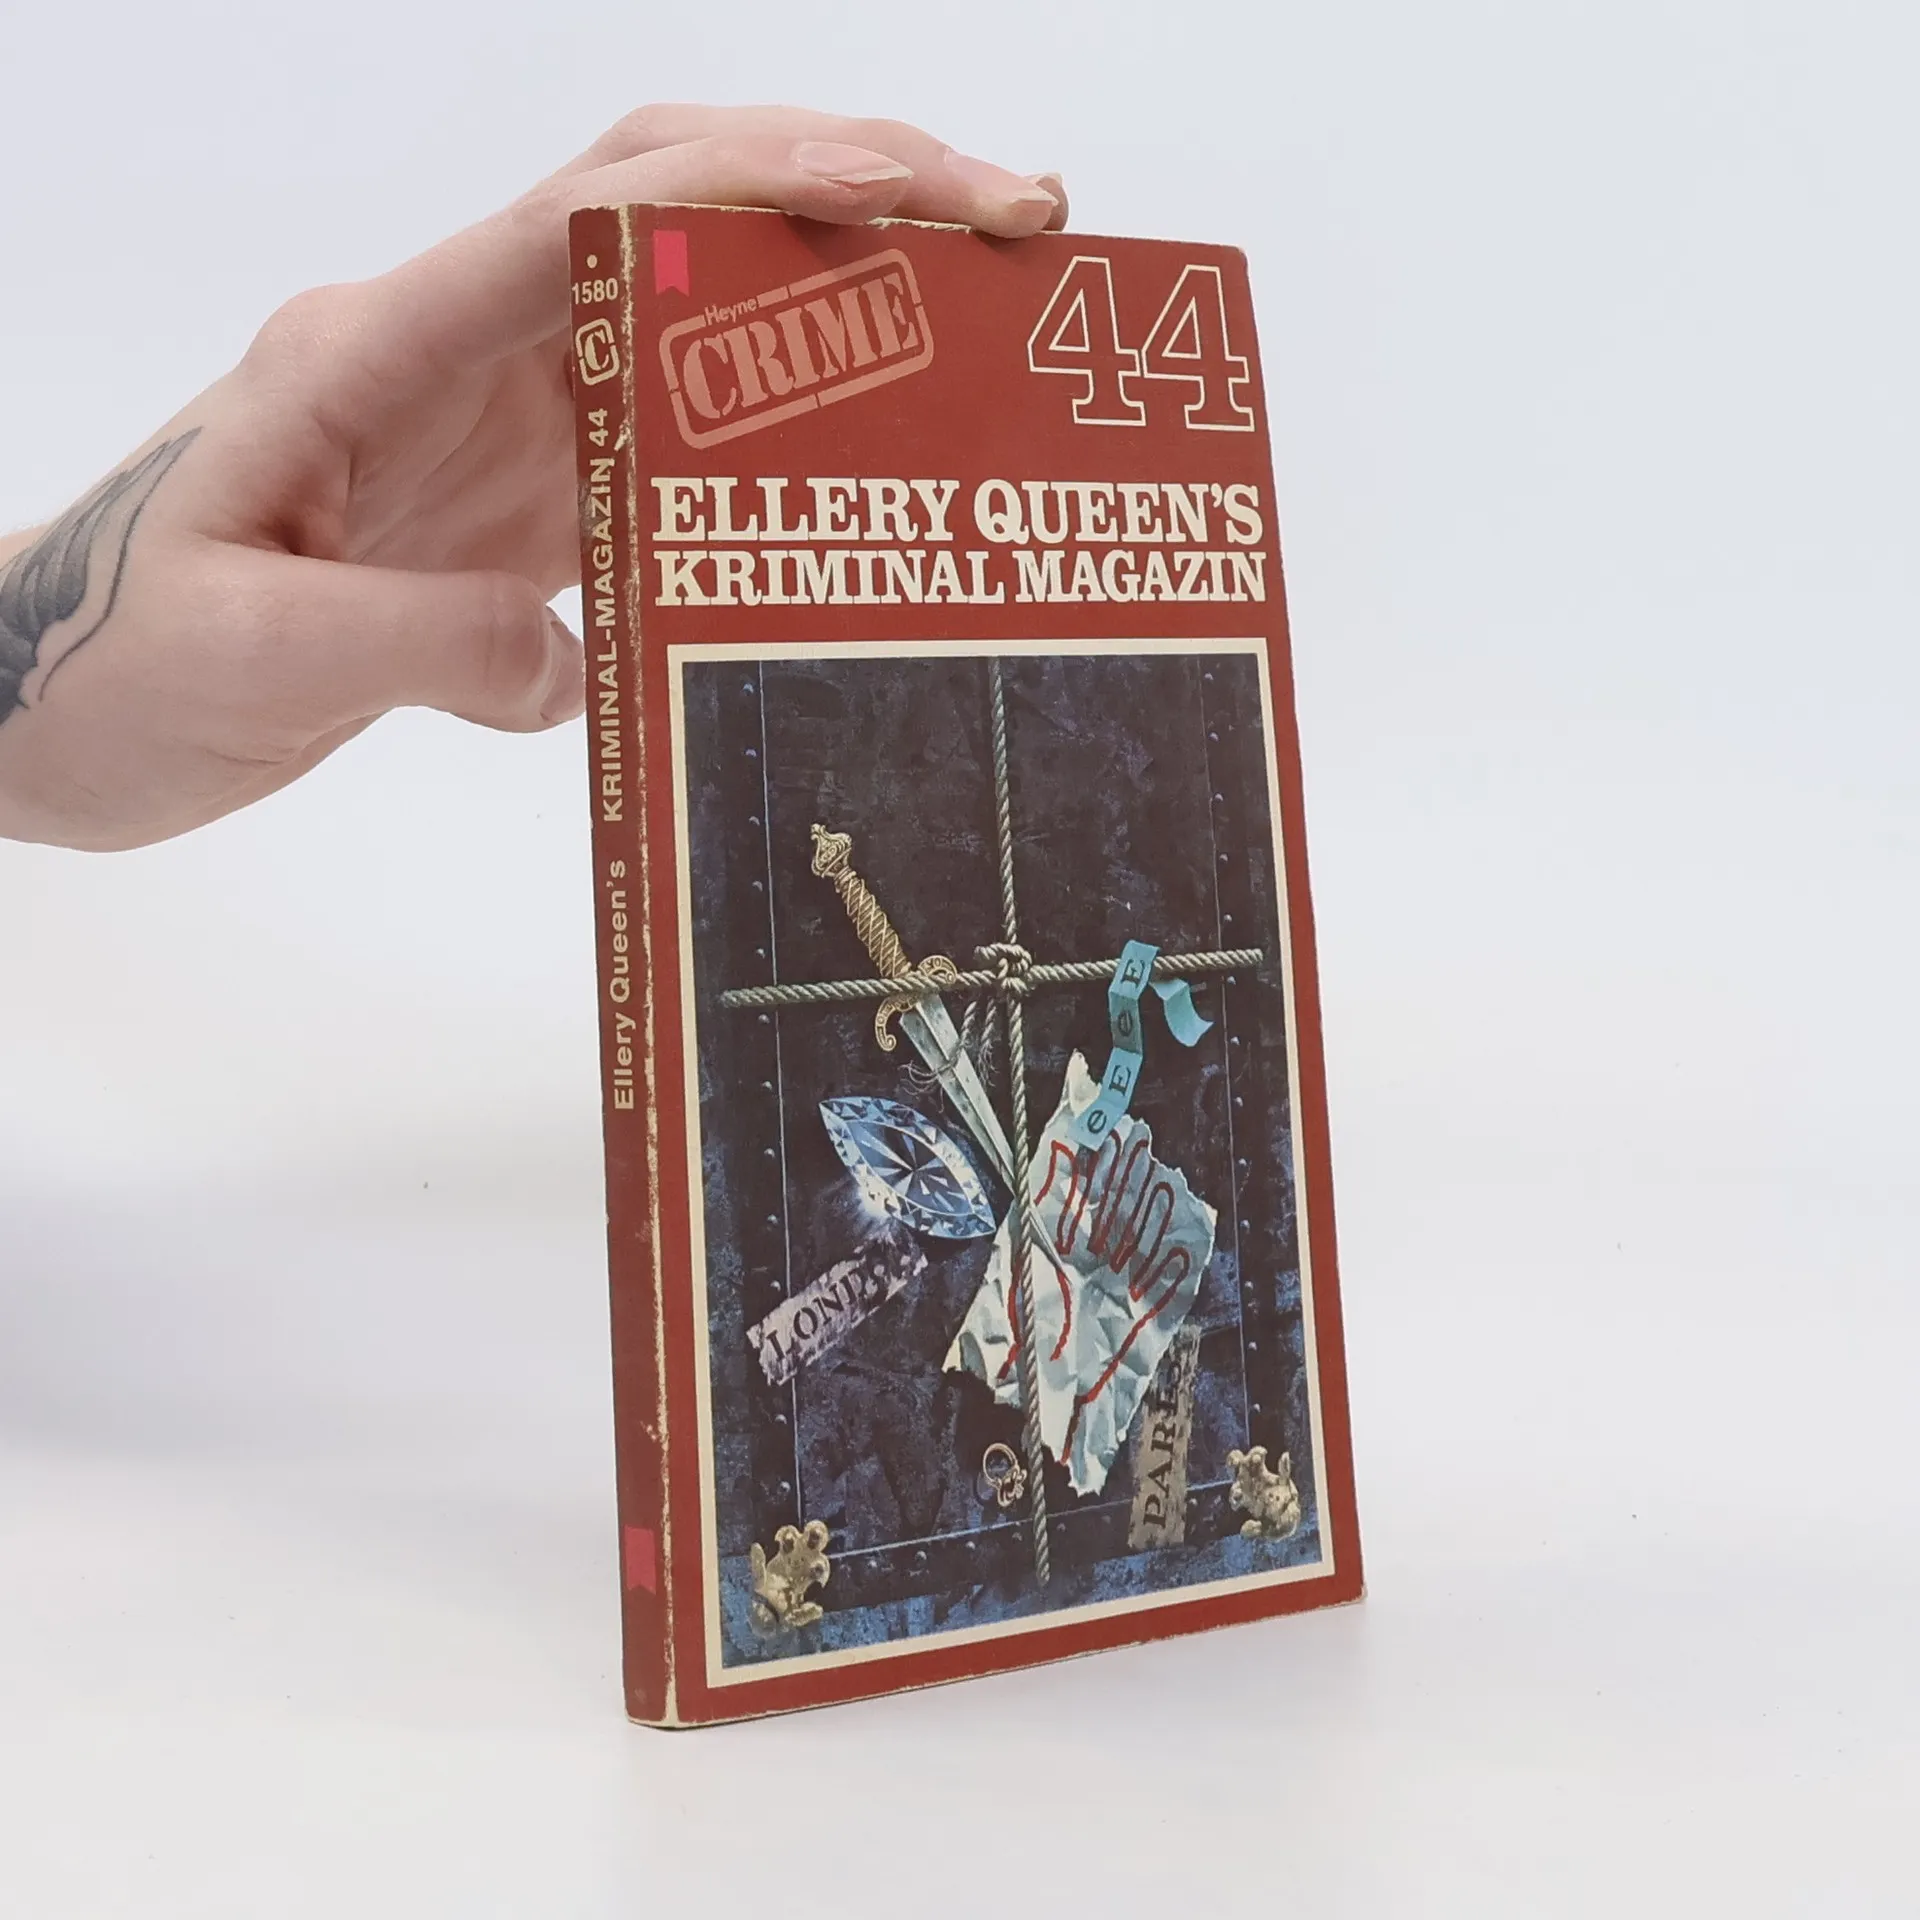 1580
C
Ellery Queen's KRIMINAL-MAGAZIN 44
Heyne
CRIME
44
ELLERY QUEEN'S
KRIMINAL MAGAZIN
E
e
E
e